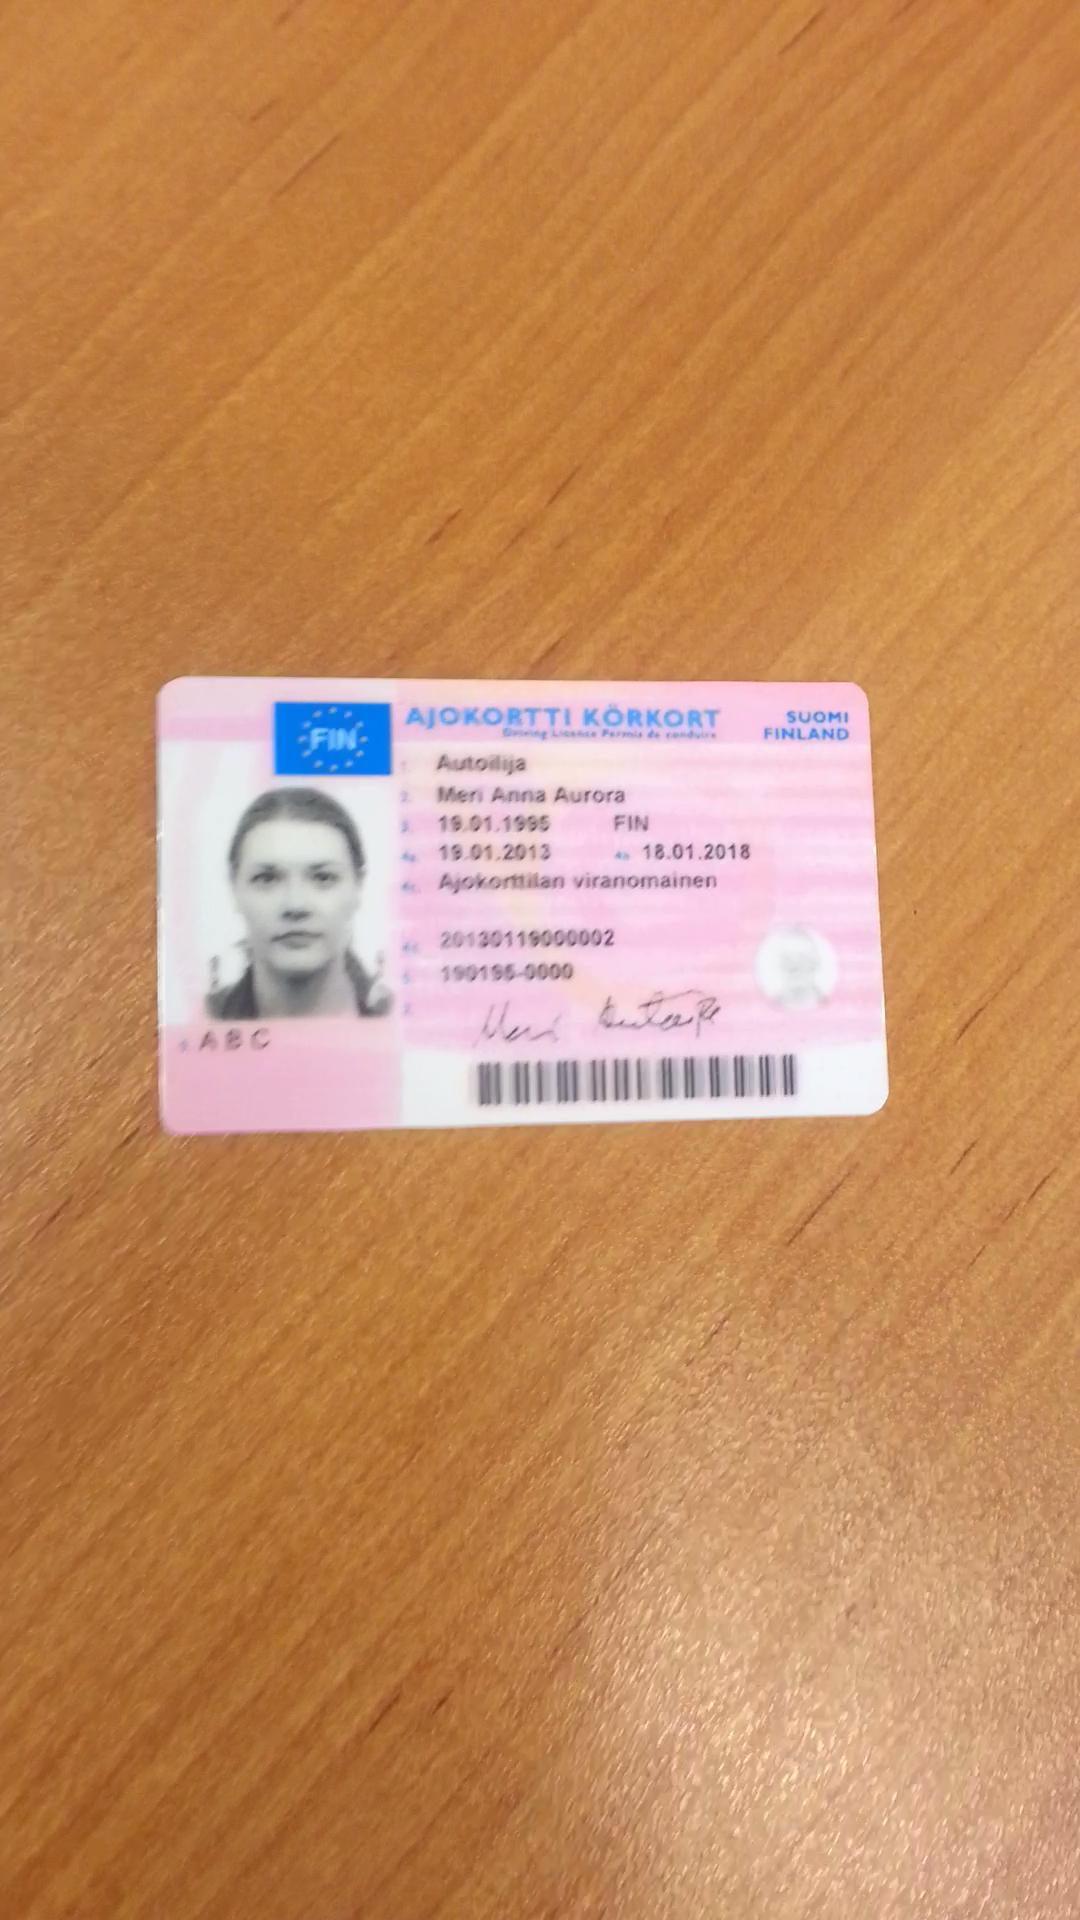 FIN
AJOKORTTI KÖRKORT
Driving Licence Permis de conduire
SUOMI
FINLAND
1. Autoilija
2. Meri Anna Aurora
3. 19.01.1995 FIN
4a. 19.01.2013 4b. 18.01.2018
4c. Ajokorttilan viranomainen
4d. 20130119000002
5. 190195-0000
7. Meri Autoilija
9. A B C